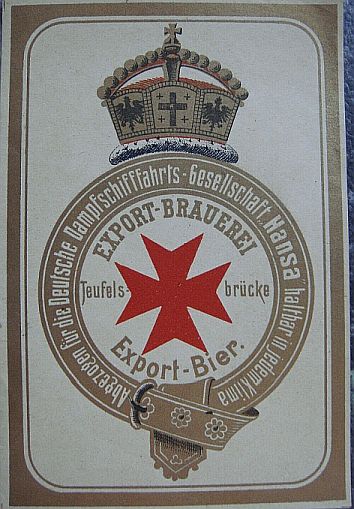 Abgezogen für die Deutsche Dampfschifffahrts-Gesellschaft Hansa haltbar in jedem Klima
EXPORT-BRAUEREI
Teufels-brücke
Export-Bier.